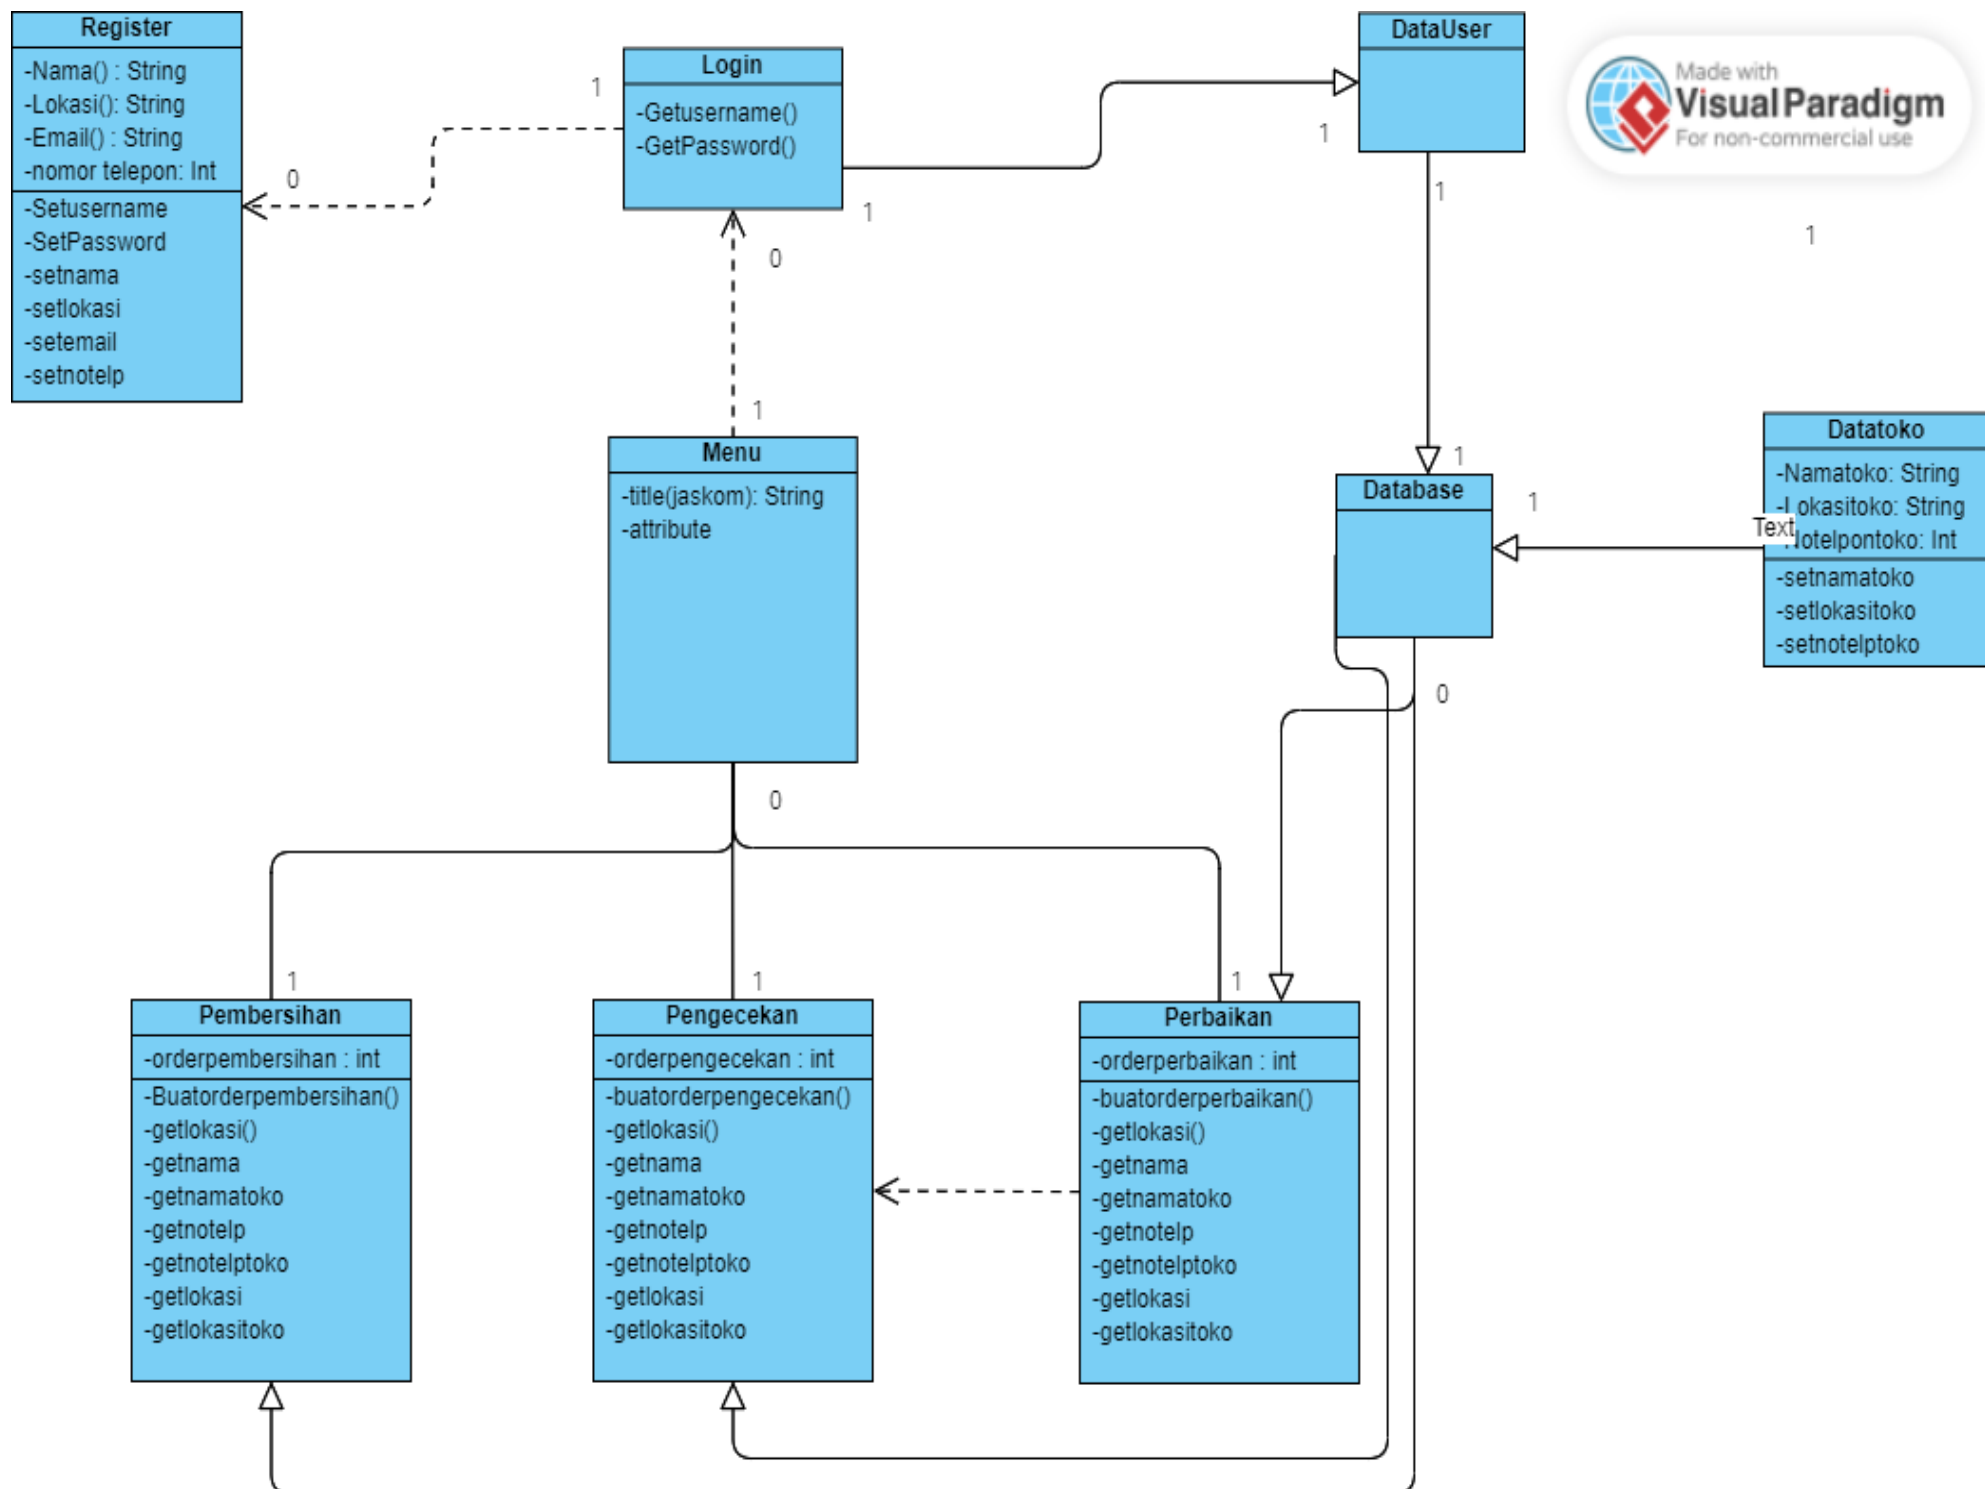 Register
-Nama() : String
-Lokasi(): String
-Email() : String
-nomor telepon: Int
-Setusername
-SetPassword
-setnama
-setlokasi
-setemail
-setnotelp
1
0
Login
-Getusername()
-GetPassword()
1
0
1
DataUser
1
1
Made with
Visual Paradigm
For non-commercial use
1
Menu
-title(jaskom): String
-attribute
0
1
Database
1
0
Datatoko
-Namatoko: String
-Lokasitoko: String
Text
Notelpontoko: Int
-setnamatoko
-setlokasitoko
-setnotelptoko
1
Pembersihan
-orderpembersihan : int
-Buatorderpembersihan()
-getlokasi()
-getnama
-getnamatoko
-getnotelp
-getnotelptoko
-getlokasi
-getlokasitoko
1
Pengecekan
-orderpengecekan : int
-buatorderpengecekan()
-getlokasi()
-getnama
-getnamatoko
-getnotelp
-getnotelptoko
-getlokasi
-getlokasitoko
1
Perbaikan
-orderperbaikan : int
-buatorderperbaikan()
-getlokasi()
-getnama
-getnamatoko
-getnotelp
-getnotelptoko
-getlokasi
-getlokasitoko